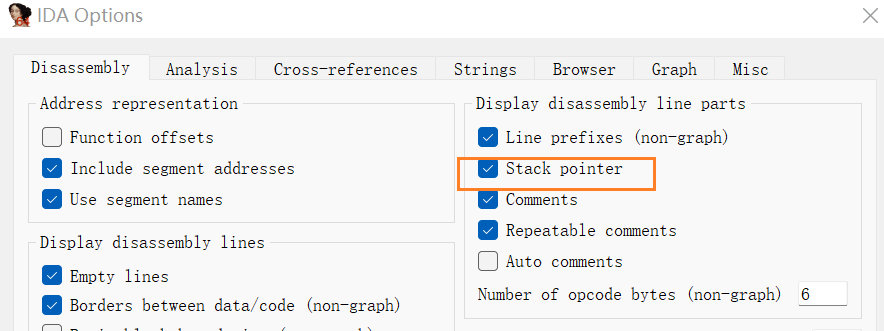 IDA Options
Disassembly Analysis Cross-references Strings Browser Graph Misc
Address representation
Function offsets
Include segment addresses
Use segment names
Display disassembly lines
Empty lines
Borders between data/code (non-graph)
Display disassembly line parts
Line prefixes (non-graph)
Stack pointer
Comments
Repeatable comments
Auto comments
Number of opcode bytes (non-graph) 6